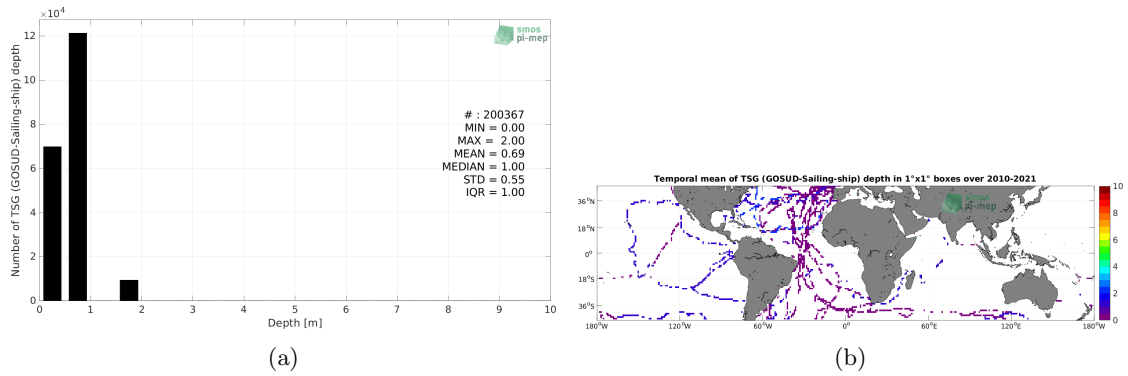 ×10⁴
12
10
8
6
4
2
0
Number of TSG (GOSUD-Sailing-ship) depth
0 1 2 3 4 5 6 7 8 9 10
Depth [m]
smos
pi-mep
# : 200367
MIN = 0.00
MAX = 2.00
MEAN = 0.69
MEDIAN = 1.00
STD = 0.55
IQR = 1.00
(a)
Temporal mean of TSG (GOSUD-Sailing-ship) depth in 1°x1° boxes over 2010-2021
smos
pi-mep
36°N
18°N
0°
18°S
36°S
180°W 120°W 60°W 0° 60°E 120°E 180°W
10
8
6
4
2
0
(b)